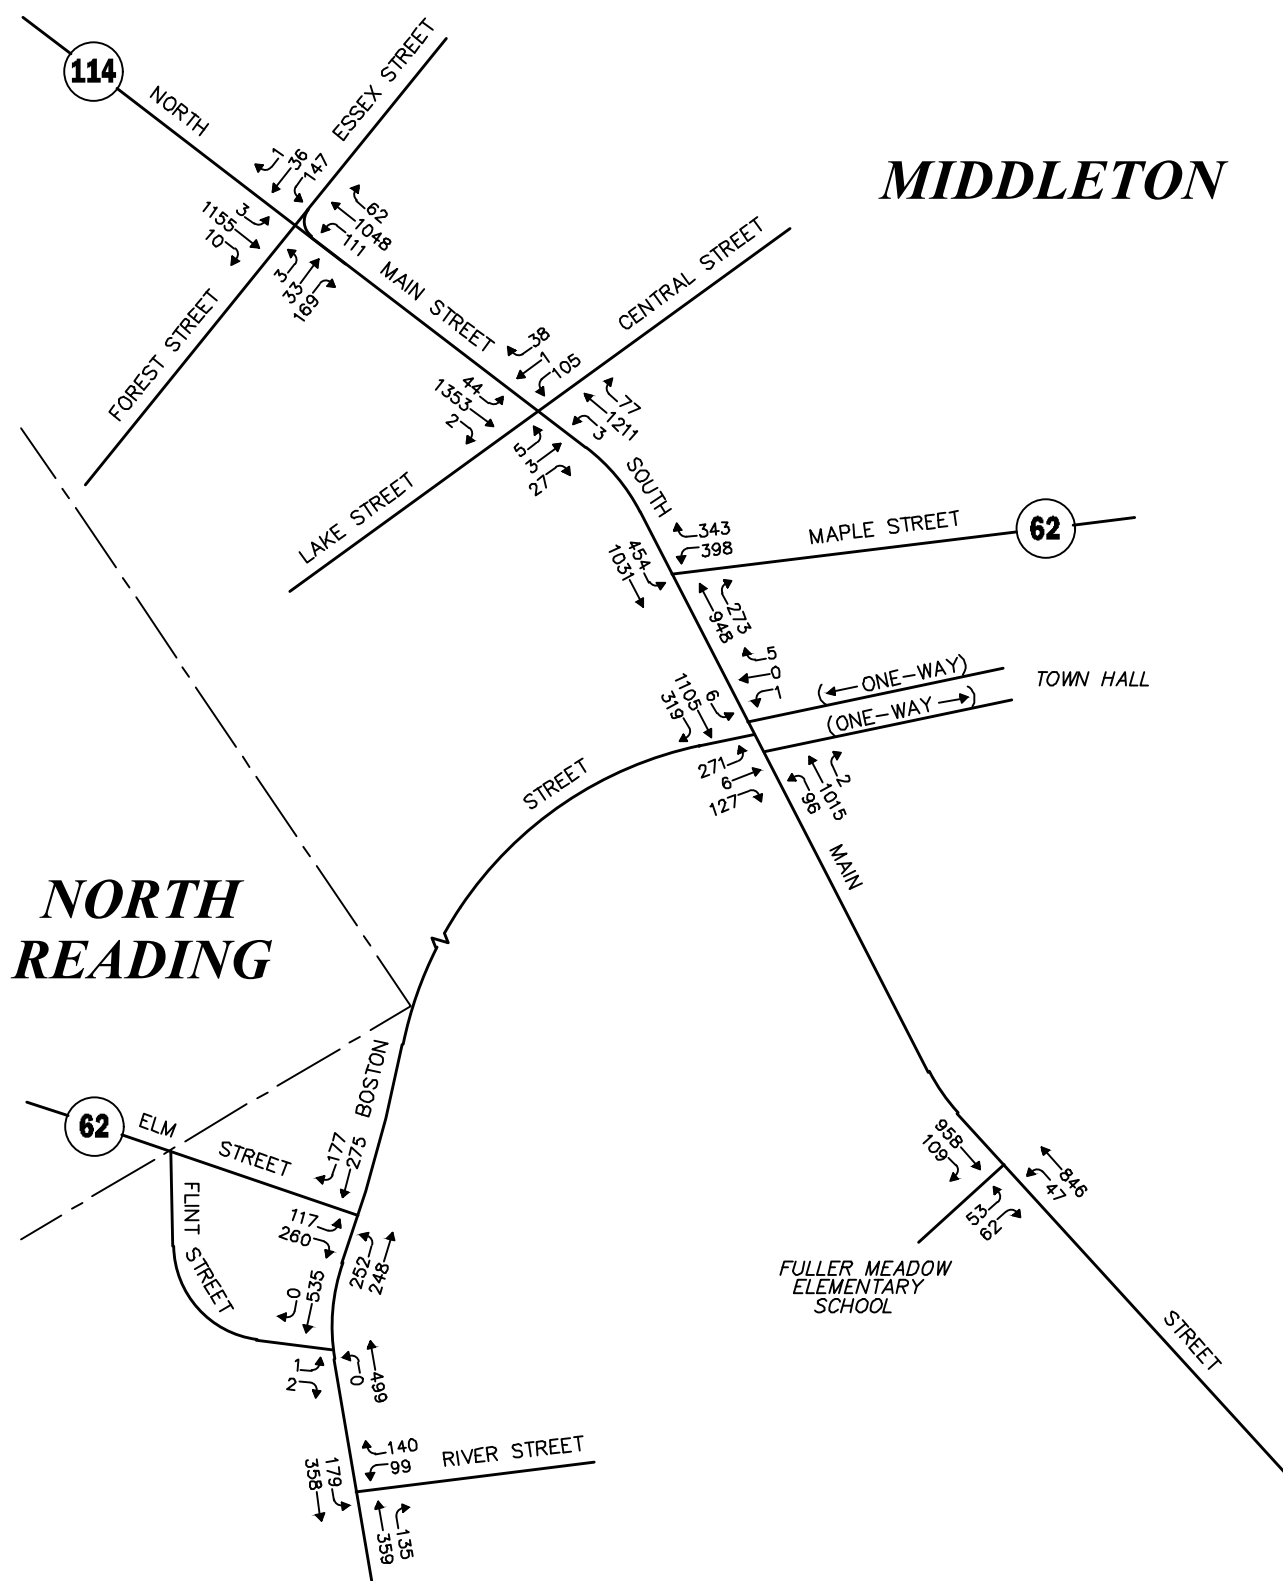 114
NORTH
ESSEX STREET
1
36
147
3
1155
10
62
1048
111
3
33
169
MIDDLETON
FOREST STREET
MAIN STREET
CENTRAL STREET
38
1
105
44
1353
2
77
1211
3
5
3
27
LAKE STREET
SOUTH
343
398
MAPLE STREET
62
454
1031
273
948
5
0
1
(ONE-WAY)
TOWN HALL
(ONE-WAY)
6
1105
319
271
6
127
2
1015
96
STREET
MAIN
NORTH
READING
BOSTON
62
ELM
STREET
177
275
958
109
846
47
53
62
FLINT STREET
117
260
252
248
FULLER MEADOW
ELEMENTARY
SCHOOL
0
535
STREET
1
2
0
499
140
99
RIVER STREET
179
358
135
359